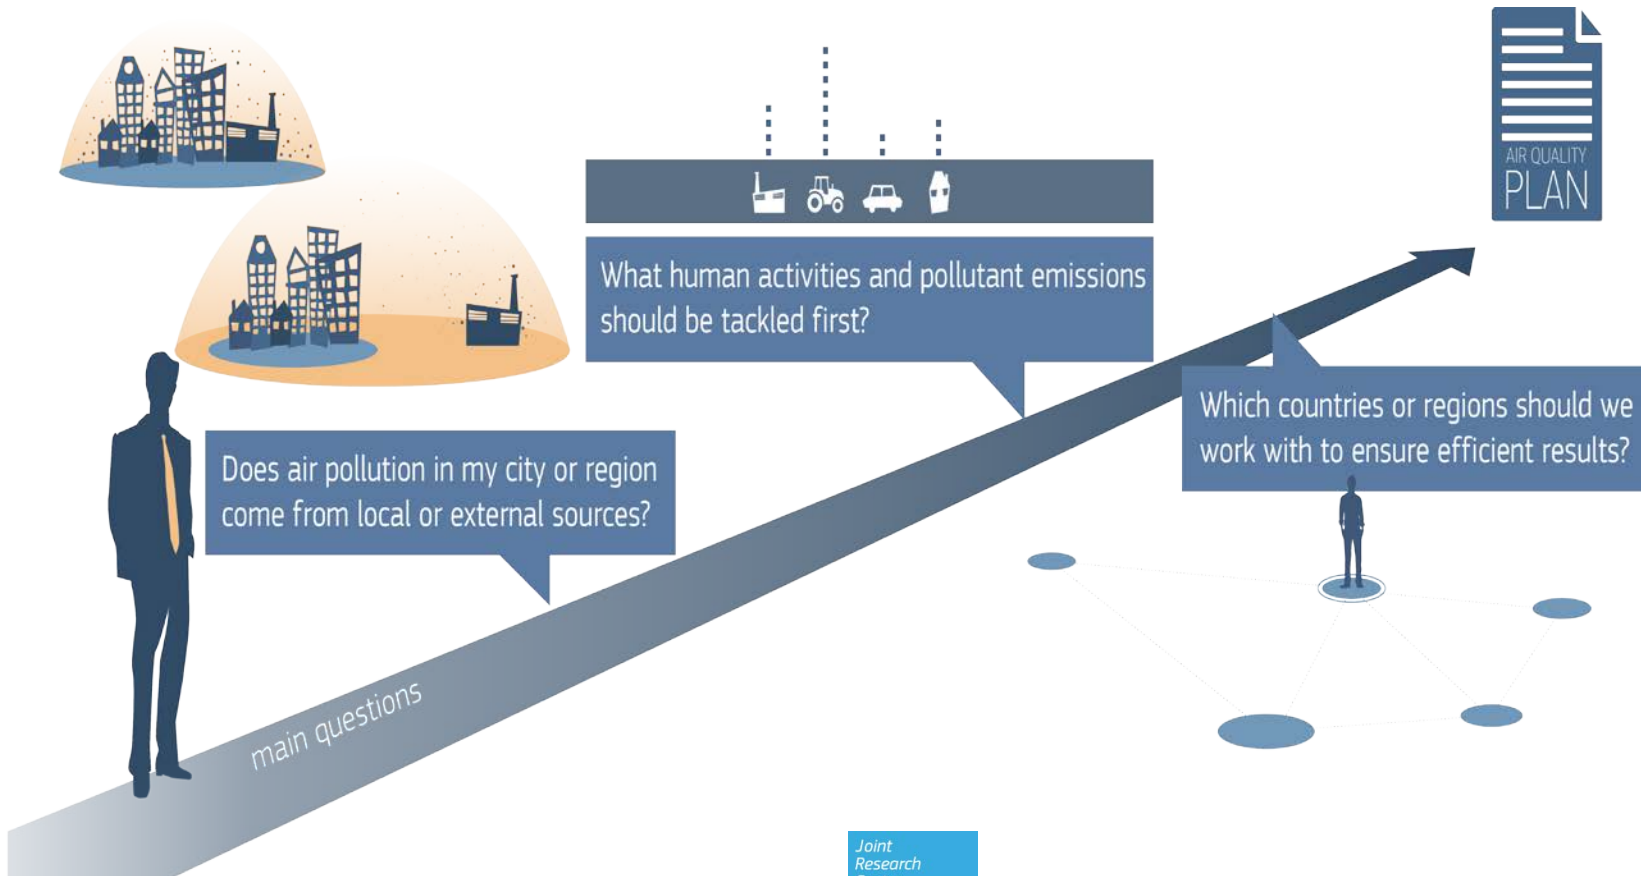 AIR QUALITY
PLAN
What human activities and pollutant emissions
should be tackled first?
Which countries or regions should we
work with to ensure efficient results?
Does air pollution in my city or region
come from local or external sources?
main questions
Joint
Research